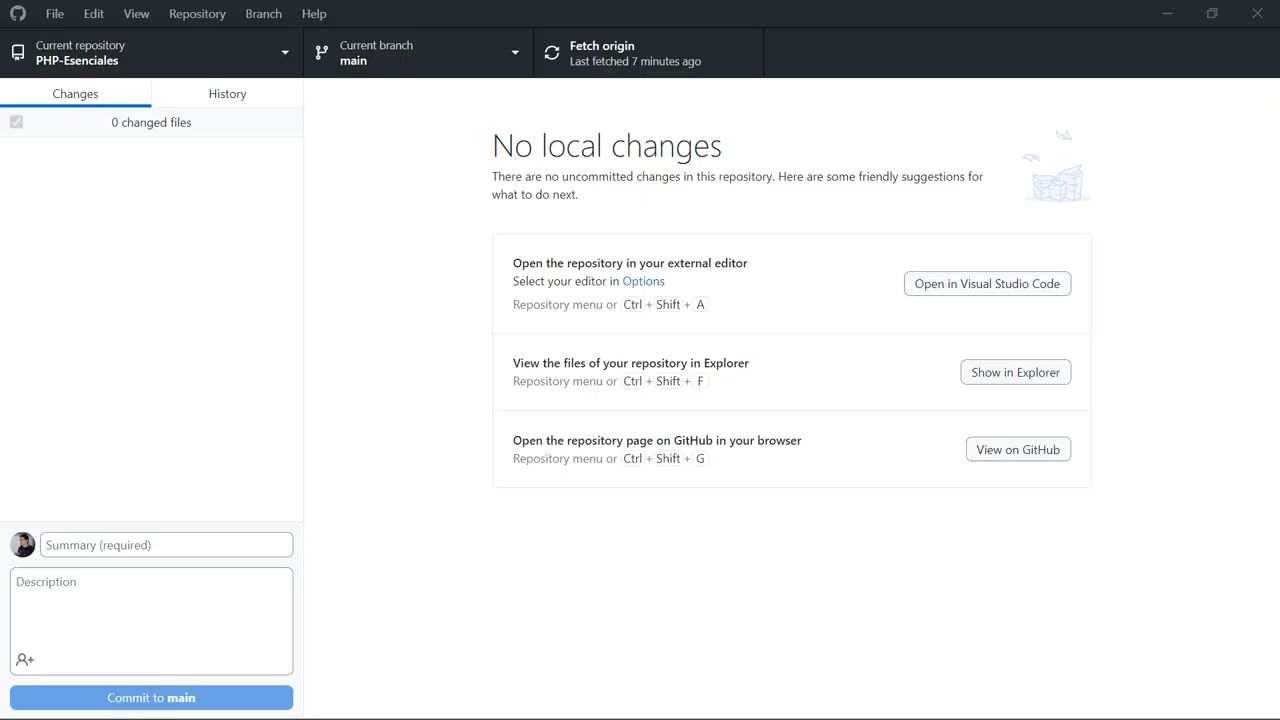 File Edit View Repository Branch Help
Current repository
PHP-Esenciales
Current branch
main
Fetch origin
Last fetched 7 minutes ago
Changes
History
0 changed files
No local changes
There are no uncommitted changes in this repository. Here are some friendly suggestions for
what to do next.
Open the repository in your external editor
Select your editor in Options
Repository menu or Ctrl + Shift + A
Open in Visual Studio Code
View the files of your repository in Explorer
Repository menu or Ctrl + Shift + F
Show in Explorer
Open the repository page on GitHub in your browser
Repository menu or Ctrl + Shift + G
View on GitHub
Summary (required)
Description
Commit to main